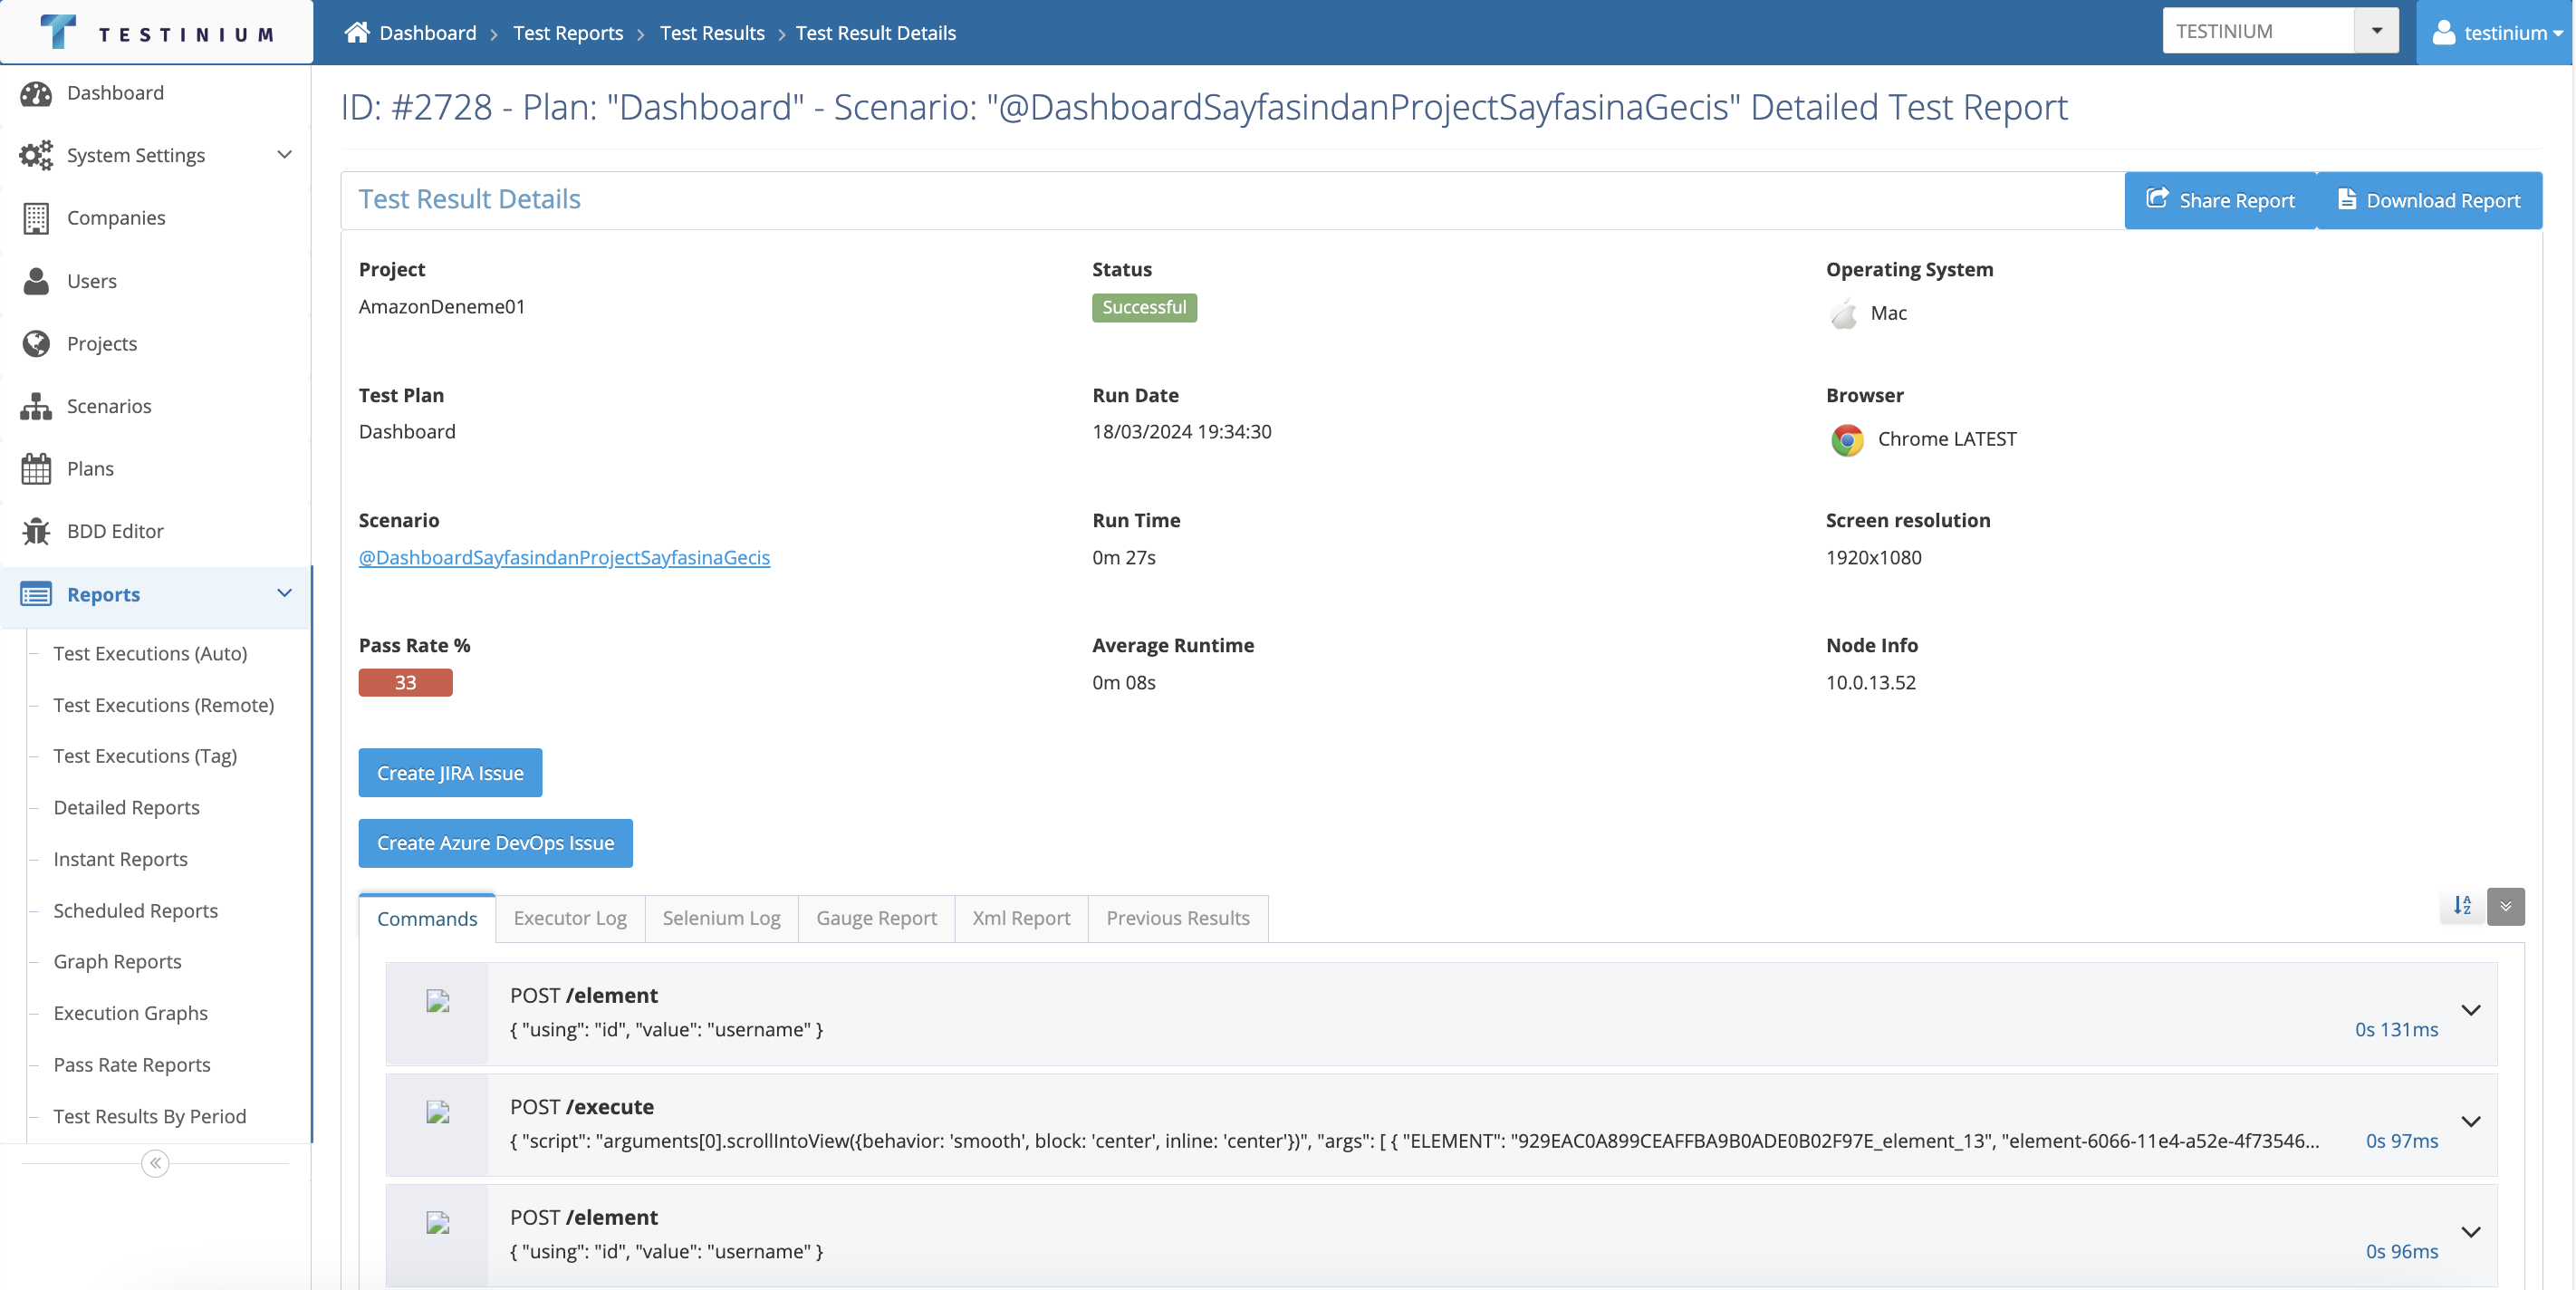 TESTINIUM
Dashboard > Test Reports > Test Results > Test Result Details
TESTINIUM
testinium
Dashboard
System Settings
Companies
Users
Projects
Scenarios
Plans
BDD Editor
Reports
Test Executions (Auto)
Test Executions (Remote)
Test Executions (Tag)
Detailed Reports
Instant Reports
Scheduled Reports
Graph Reports
Execution Graphs
Pass Rate Reports
Test Results By Period
ID: #2728 - Plan: "Dashboard" - Scenario: "@DashboardSayfasindanProjectSayfasinaGecis" Detailed Test Report
Test Result Details
Share Report
Download Report
Project
AmazonDeneme01
Status
Successful
Operating System
Mac
Test Plan
Dashboard
Run Date
18/03/2024 19:34:30
Browser
Chrome LATEST
Scenario
@DashboardSayfasindanProjectSayfasinaGecis
Run Time
0m 27s
Screen resolution
1920x1080
Pass Rate %
33
Average Runtime
0m 08s
Node Info
10.0.13.52
Create JIRA Issue
Create Azure DevOps Issue
Commands
Executor Log
Selenium Log
Gauge Report
Xml Report
Previous Results
POST /element
{ "using": "id", "value": "username" }
0s 131ms
POST /execute
{ "script": "arguments[0].scrollIntoView({behavior: 'smooth', block: 'center', inline: 'center'})", "args": [ { "ELEMENT": "929EAC0A899CEAFFBA9B0ADE0B02F97E_element_13", "element-6066-11e4-a52e-4f73546...
0s 97ms
POST /element
{ "using": "id", "value": "username" }
0s 96ms